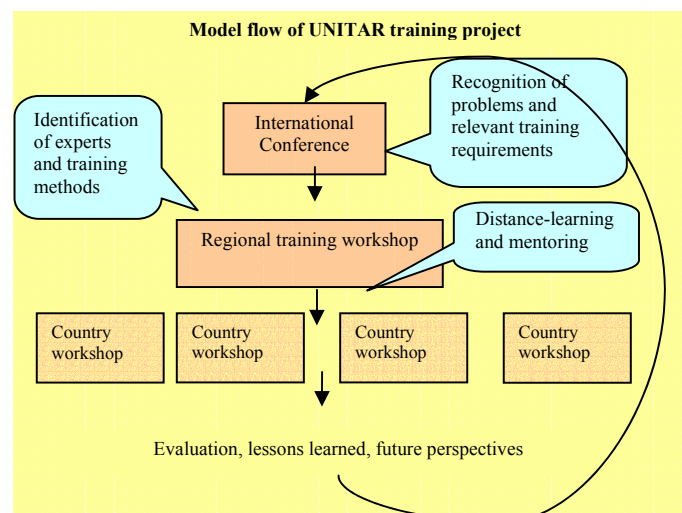 Model flow of UNITAR training project
Recognition of
problems and
relevant training
requirements
Identification
of experts
and training
methods
International
Conference
Regional training workshop
Distance-learning
and mentoring
Country
workshop
Country
workshop
Country
workshop
Country
workshop
Evaluation, lessons learned, future perspectives